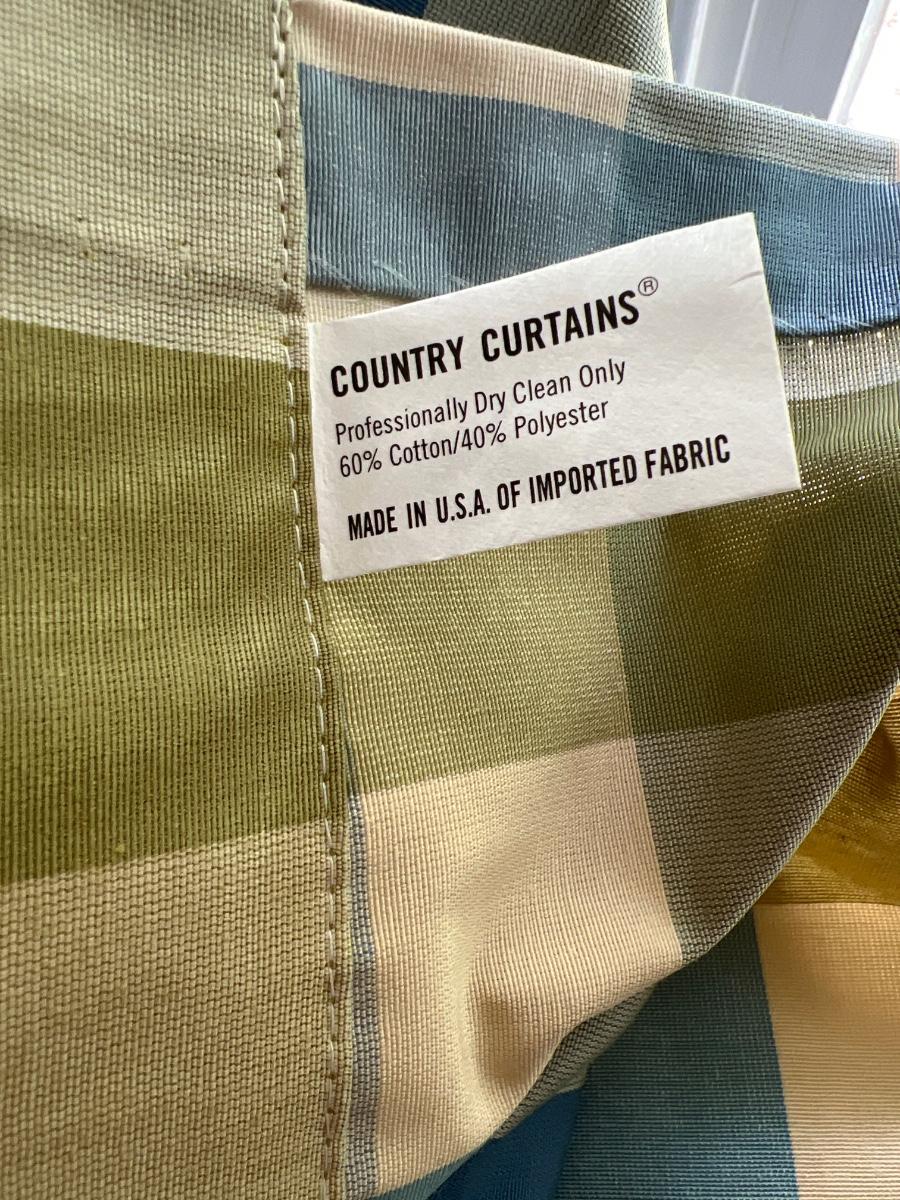 COUNTRY CURTAINS®
Professionally Dry Clean Only
60% Cotton/40% Polyester
MADE IN U.S.A. OF IMPORTED FABRIC